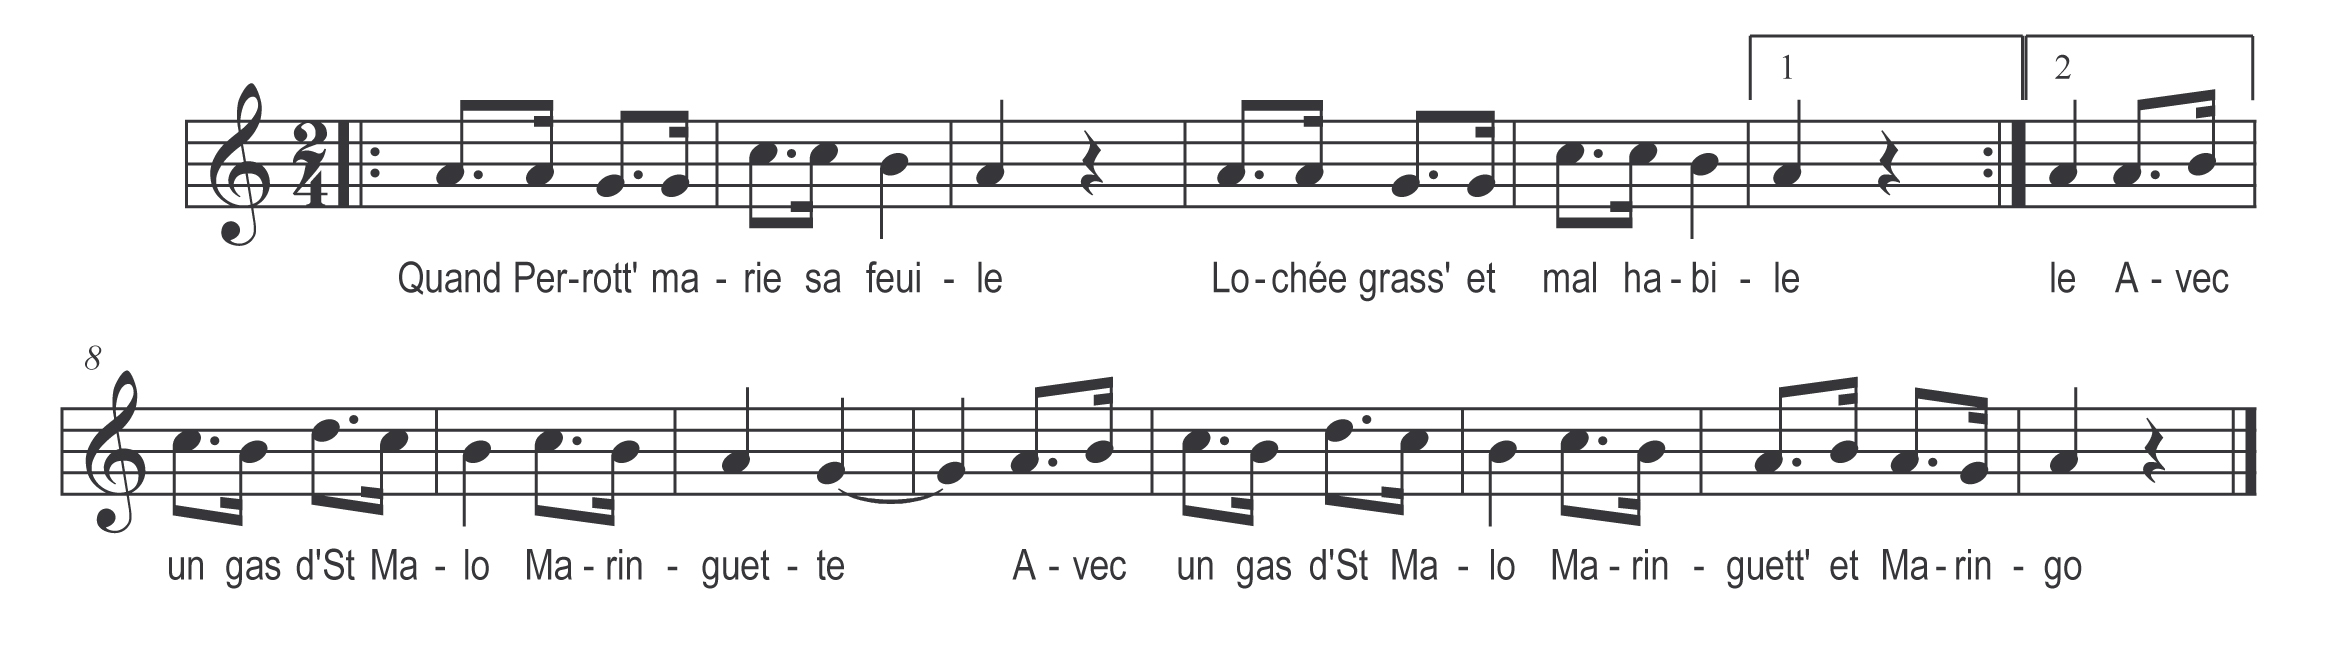 1 2
Quand Per-rott' ma - rie sa feui - le Lo-chée grass' et mal ha-bi - le le A - vec
8
un gas d'St Ma - lo Ma - rin - guet - te A - vec un gas d'St Ma - lo Ma - rin - guett' et Ma - rin - go